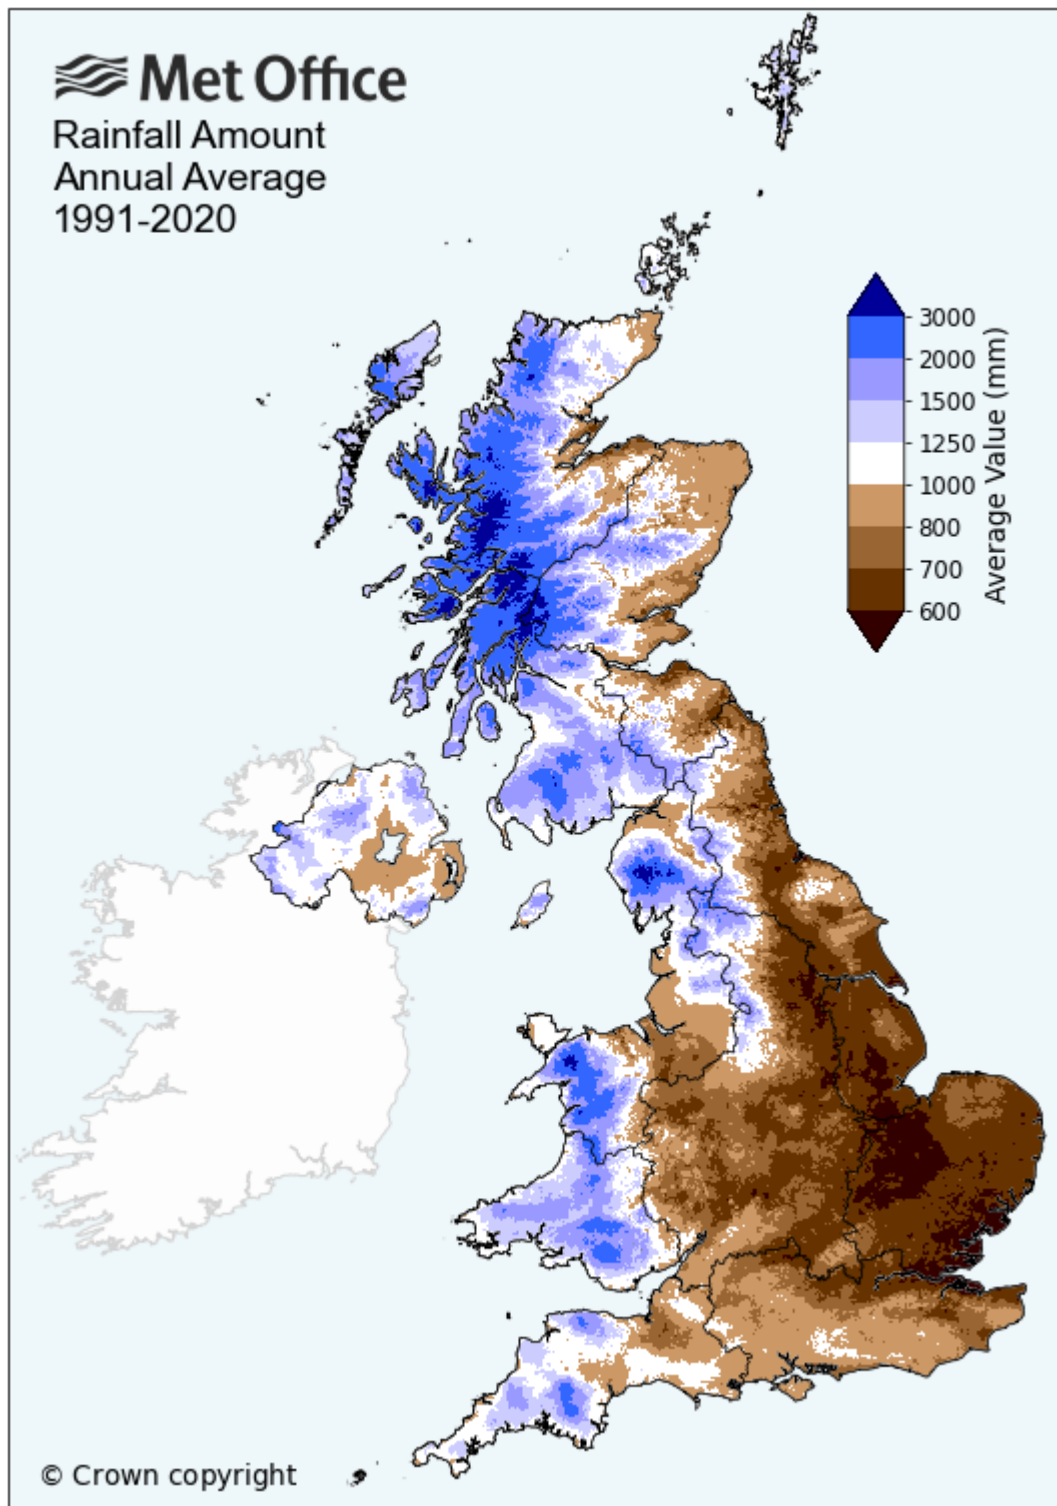 Met Office
Rainfall Amount
Annual Average
1991-2020
3000
2000
1500
1250
1000
800
700
600
Average Value (mm)
© Crown copyright